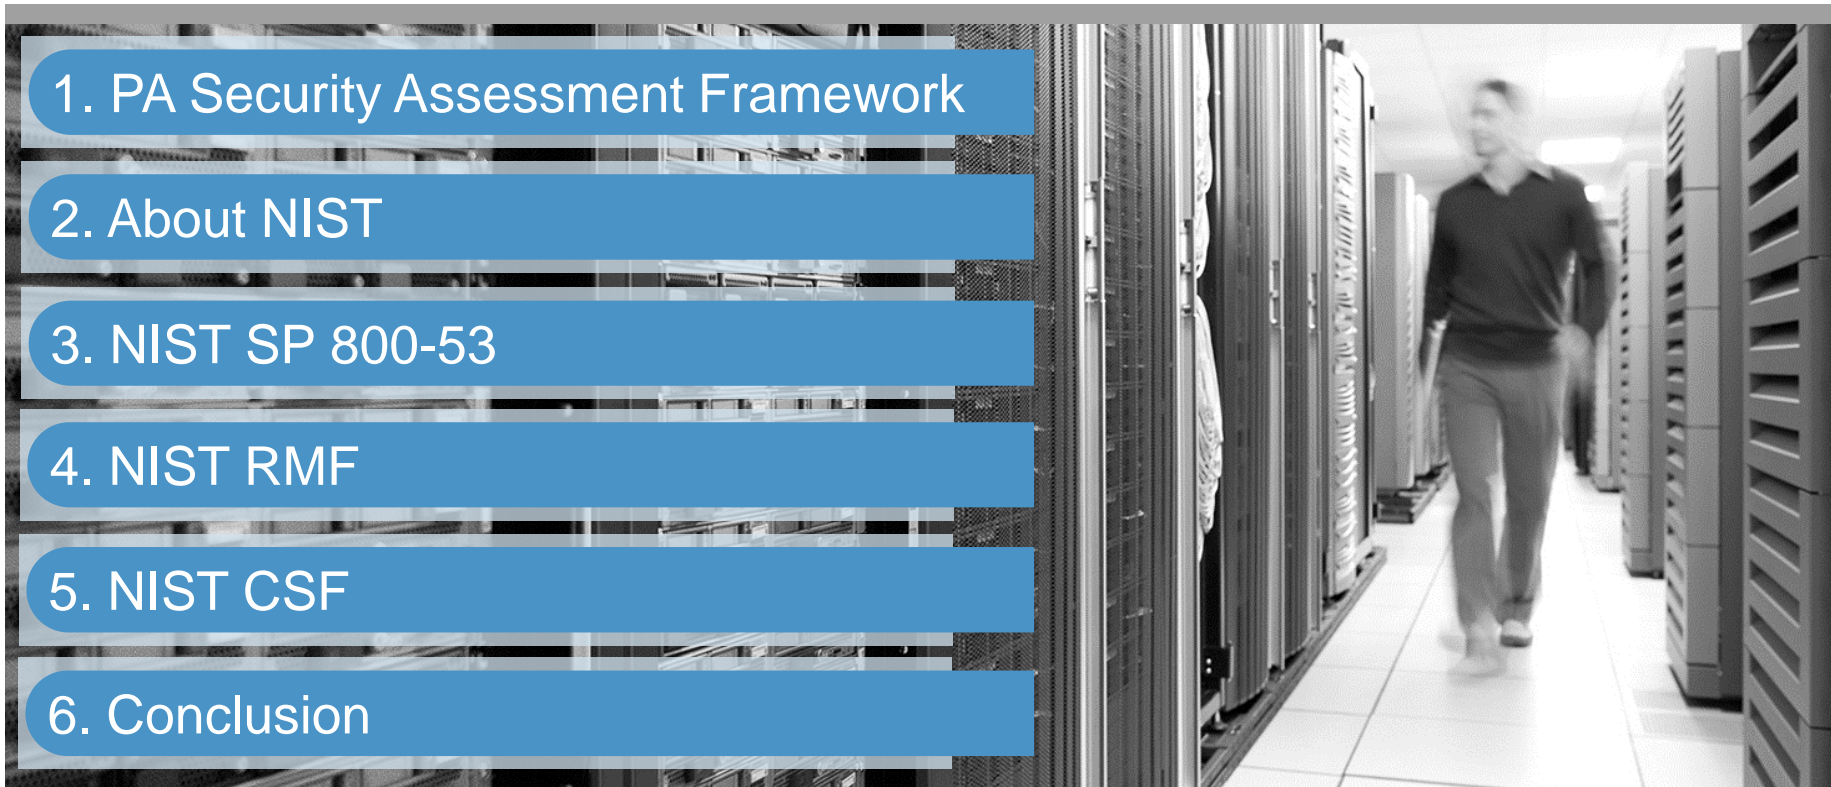 1. PA Security Assessment Framework
2. About NIST
3. NIST SP 800-53
4. NIST RMF
5. NIST CSF
6. Conclusion